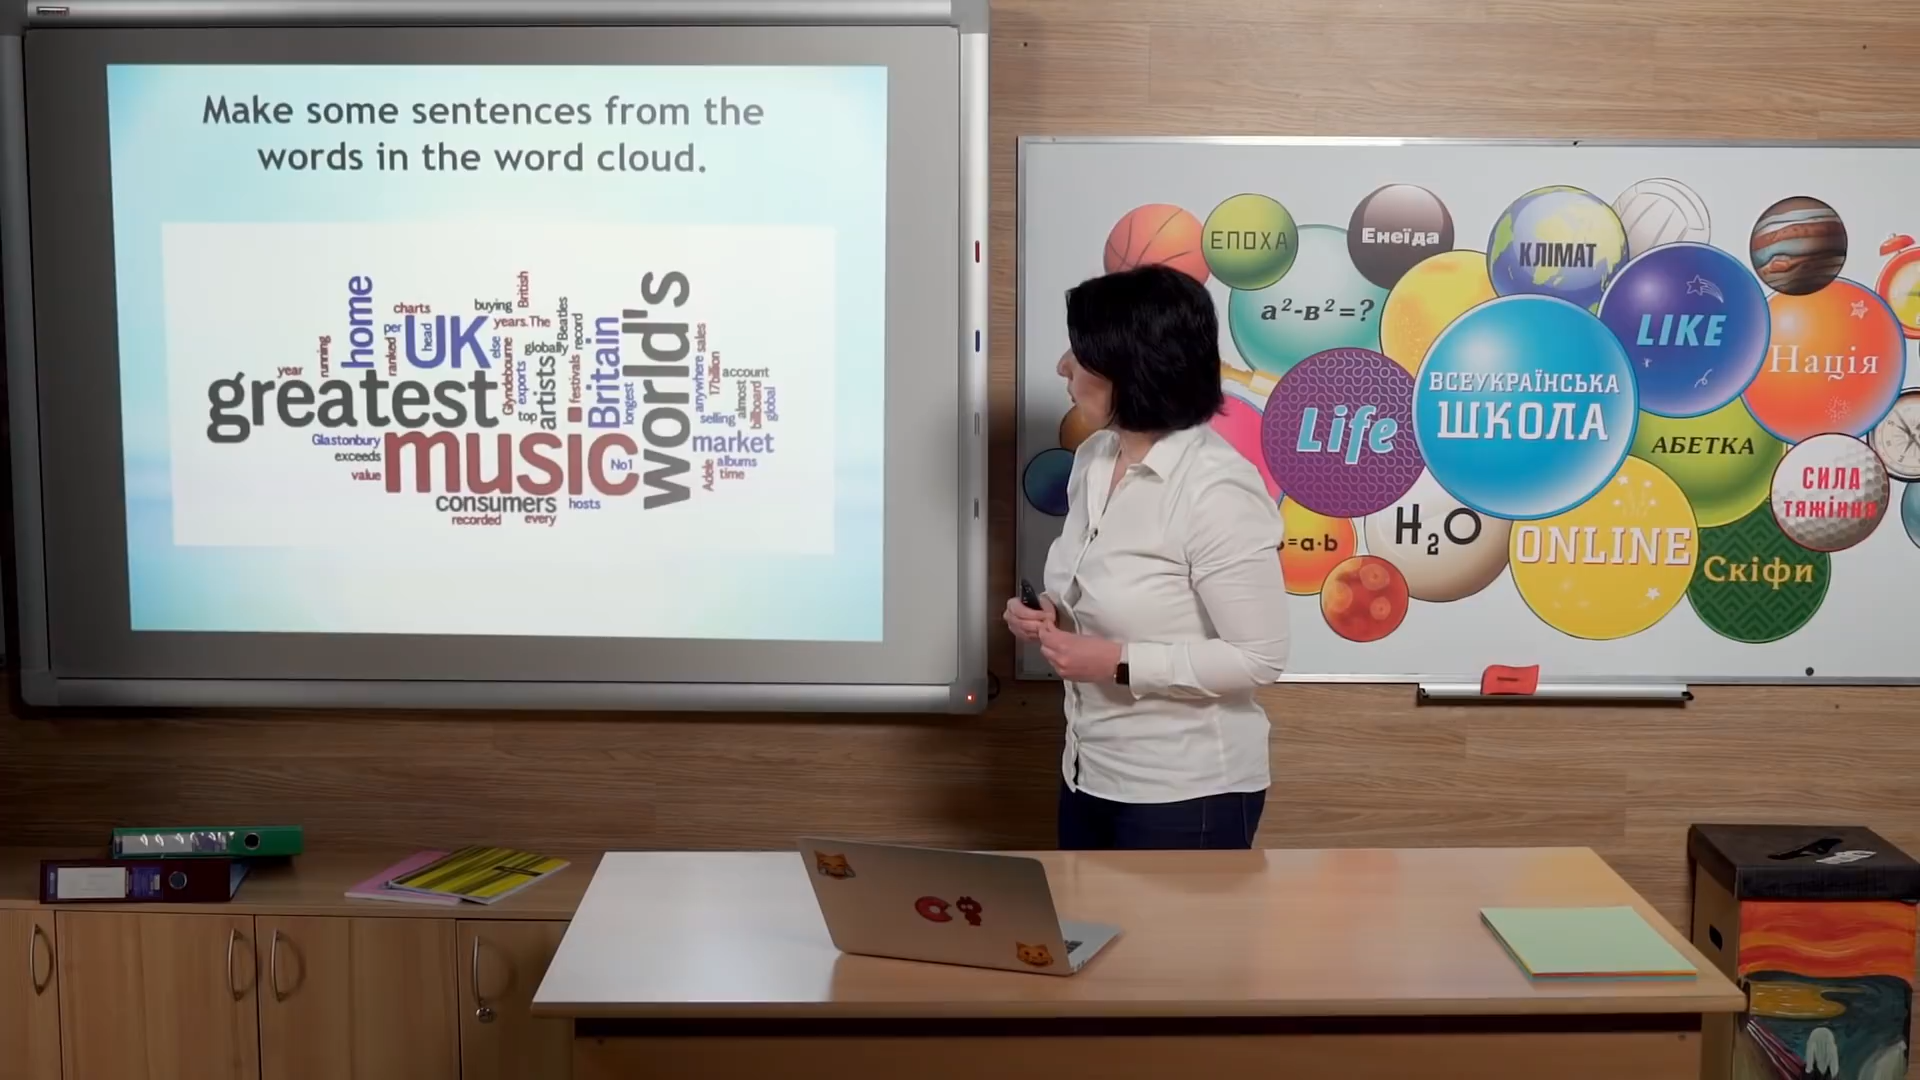 Make some sentences from the
words in the word cloud.
home
charts
buying
British
Per
head
UK
years.The
Beatles
record
else
globally
year
running
ranked
greatest
Glyndebourne
exports
top
artists
festivals
Britain
longest
world's
anywhere
sales
account
almost
billboard
global
selling
Glastonbury
exceeds
value
music
No1
market
Adele
albums
time
consumers
hosts
recorded
every
ЕПОХА
Енеїда
КЛІМАТ
a²-в²=?
LIKE
Нація
Life
ВСЕУКРАЇНСЬКА
ШКОЛА
АБЕТКА
СИЛА
ТЯЖІННЯ
=a·b
H₂O
ONLINE
Скіфи